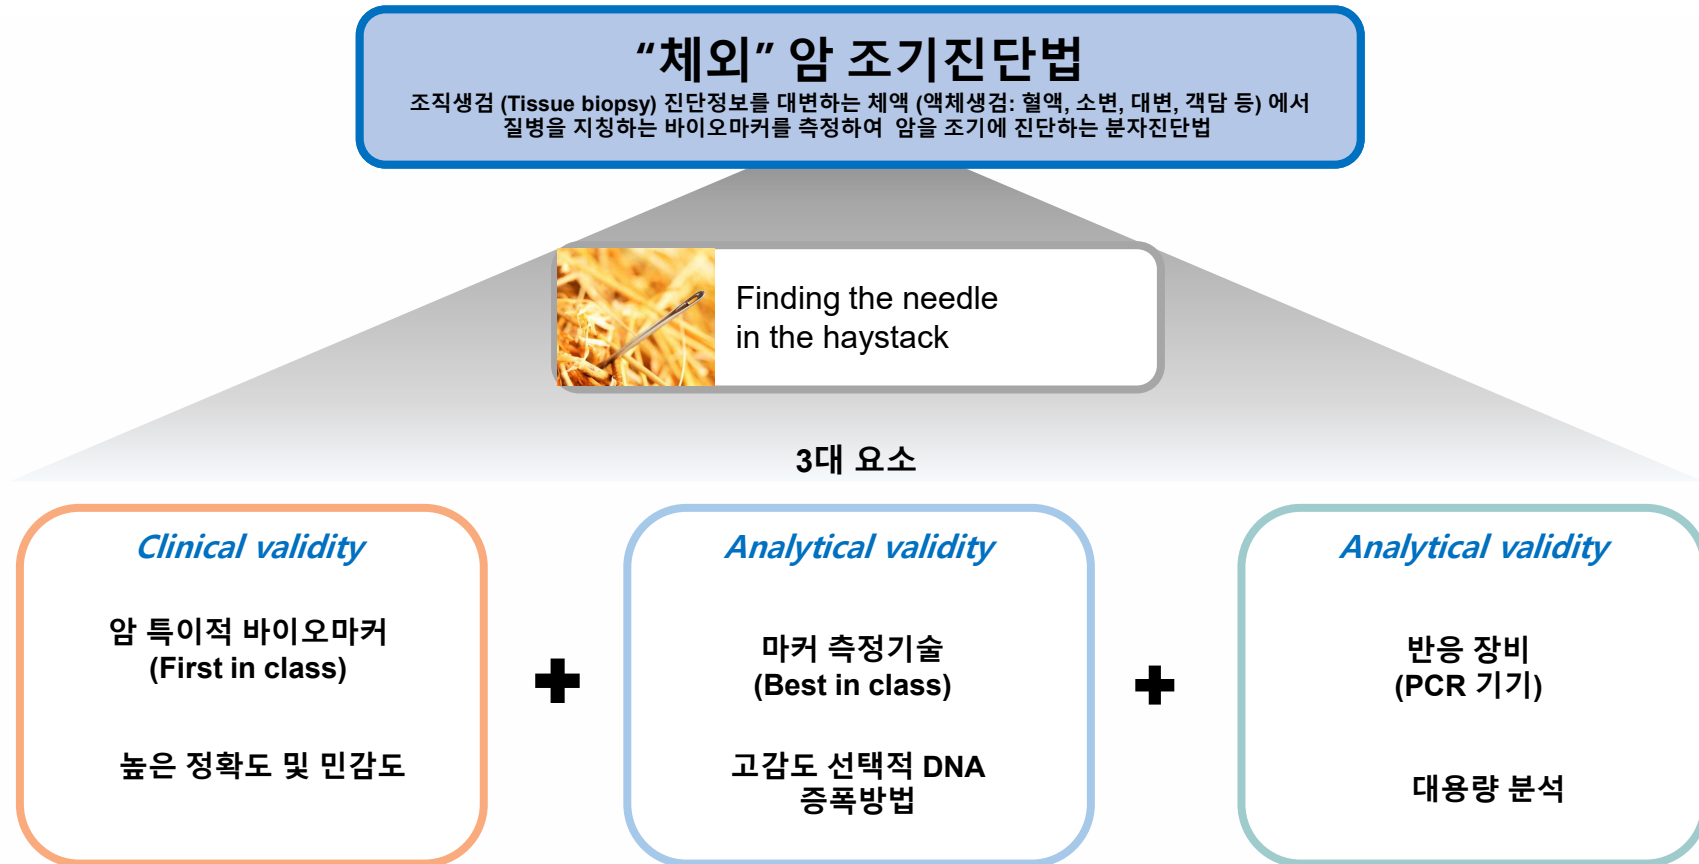 “체외” 암 조기진단법
조직생검 (Tissue biopsy) 진단정보를 대변하는 체액 (액체생검: 혈액, 소변, 대변, 객담 등) 에서
질병을 지칭하는 바이오마커를 측정하여 암을 조기에 진단하는 분자진단법
Finding the needle
in the haystack
3대 요소
Clinical validity
암 특이적 바이오마커
(First in class)
높은 정확도 및 민감도
Analytical validity
마커 측정기술
(Best in class)
고감도 선택적 DNA
증폭방법
Analytical validity
반응 장비
(PCR 기기)
대용량 분석